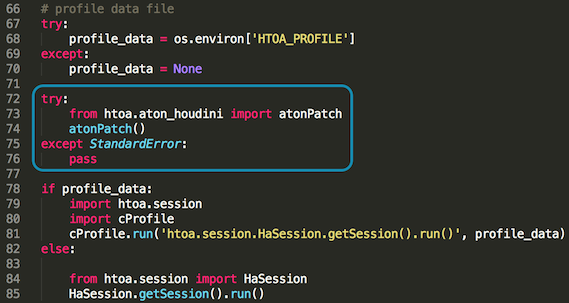 66 # profile data file
67 try:
68     profile_data = os.environ['HTOA_PROFILE']
69 except:
70     profile_data = None
71
72 try:
73     from htoa.aton_houdini import atonPatch
74     atonPatch()
75 except StandardError:
76     pass
77
78 if profile_data:
79     import htoa.session
80     import cProfile
81     cProfile.run('htoa.session.HaSession.getSession().run()', profile_data)
82 else:
83
84     from htoa.session import HaSession
85     HaSession.getSession().run()